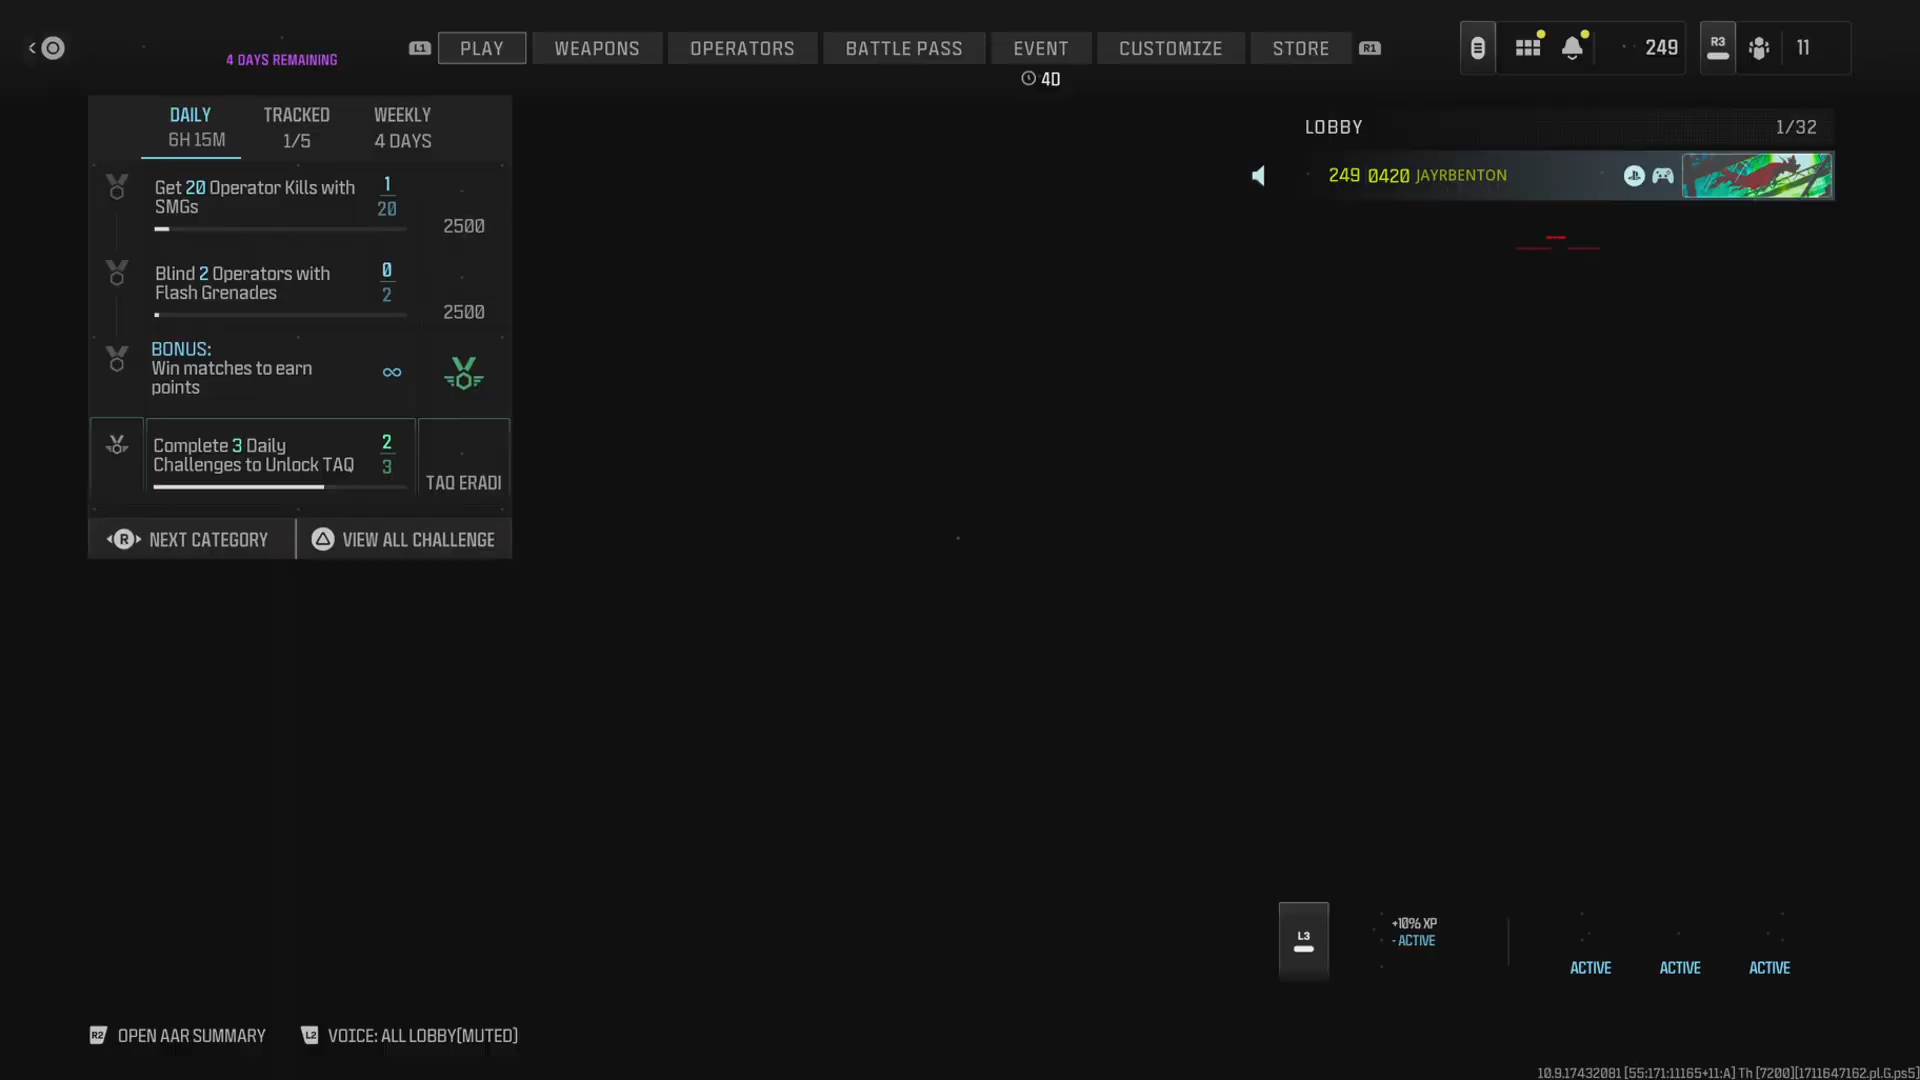 4 DAYS REMAINING
L1 PLAY WEAPONS OPERATORS BATTLE PASS EVENT CUSTOMIZE STORE R1
4D
249 R3 11
DAILY TRACKED WEEKLY
6H 15M 1/5 4 DAYS
Get 20 Operator Kills with
SMGs
1
20
2500
Blind 2 Operators with
Flash Grenades
0
2
2500
BONUS:
Win matches to earn
points
∞
Complete 3 Daily
Challenges to Unlock TAQ
2
3
TAQ ERADI
R NEXT CATEGORY VIEW ALL CHALLENGE
LOBBY 1/32
249 0420 JAYRBENTON
L3
+10% XP
- ACTIVE
ACTIVE ACTIVE ACTIVE
R2 OPEN AAR SUMMARY L2 VOICE: ALL LOBBY(MUTED)
10.9.17432081 [55:171:11165+11:A] Th [7200][1711647162.pl.G.ps5]